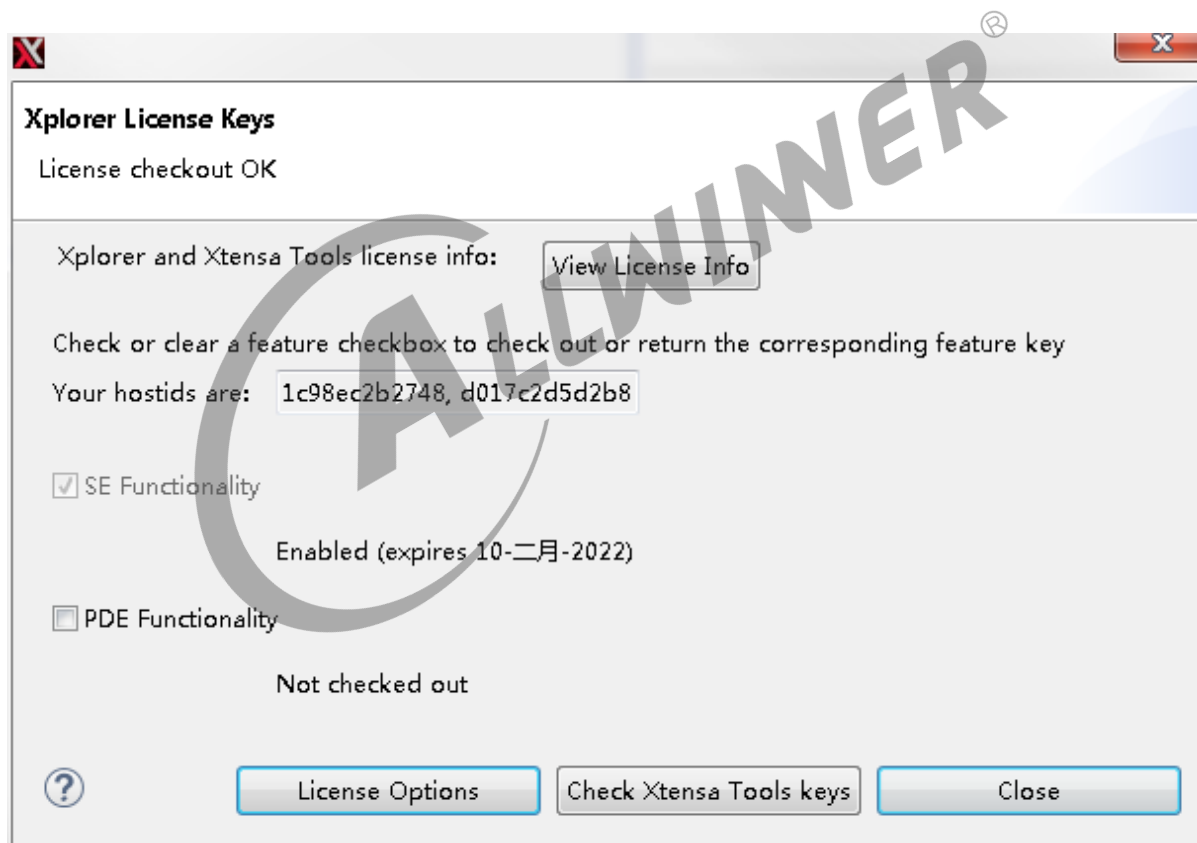 Xplorer License Keys
License checkout OK
Xplorer and Xtensa Tools license info: View License Info
Check or clear a feature checkbox to check out or return the corresponding feature key
Your hostids are: 1c98ec2b2748, d017c2d5d2b8
SE Functionality
Enabled (expires 10-二月-2022)
PDE Functionality
Not checked out
? License Options Check Xtensa Tools keys Close
ALLWINNER®